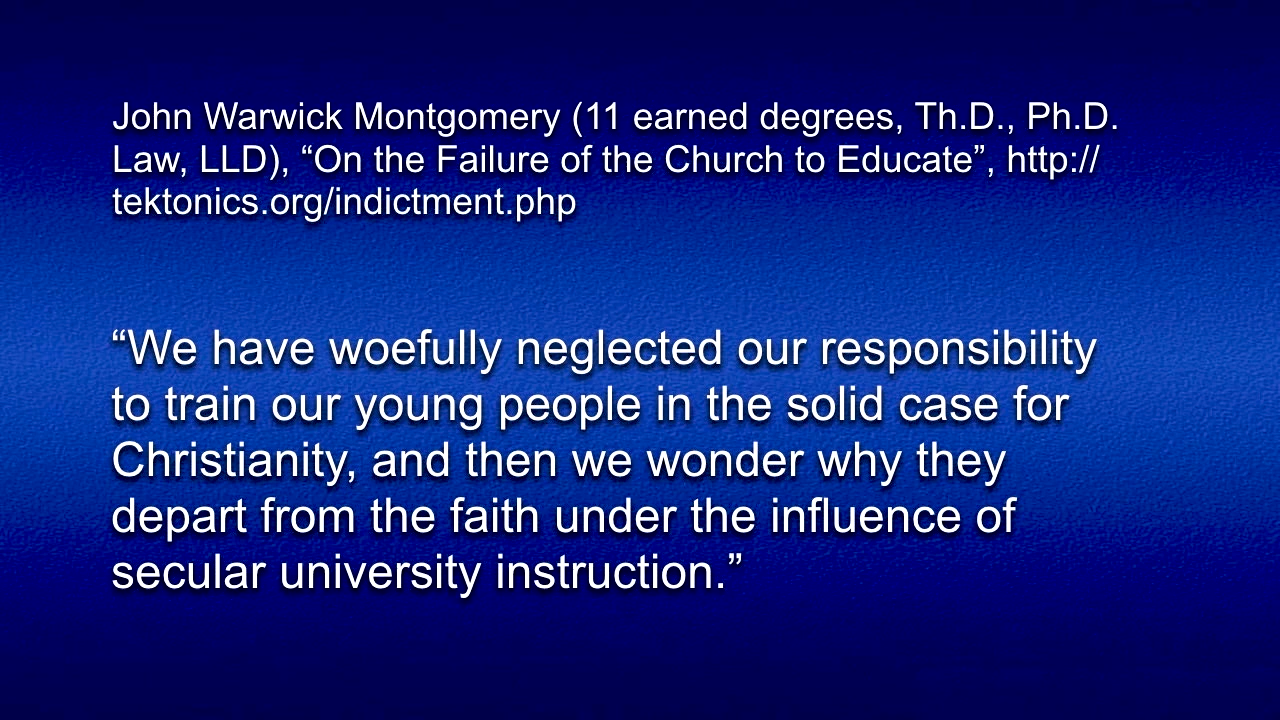 John Warwick Montgomery (11 earned degrees, Th.D., Ph.D.
Law, LLD), “On the Failure of the Church to Educate”, http://
tektonics.org/indictment.php
“We have woefully neglected our responsibility
to train our young people in the solid case for
Christianity, and then we wonder why they
depart from the faith under the influence of
secular university instruction.”